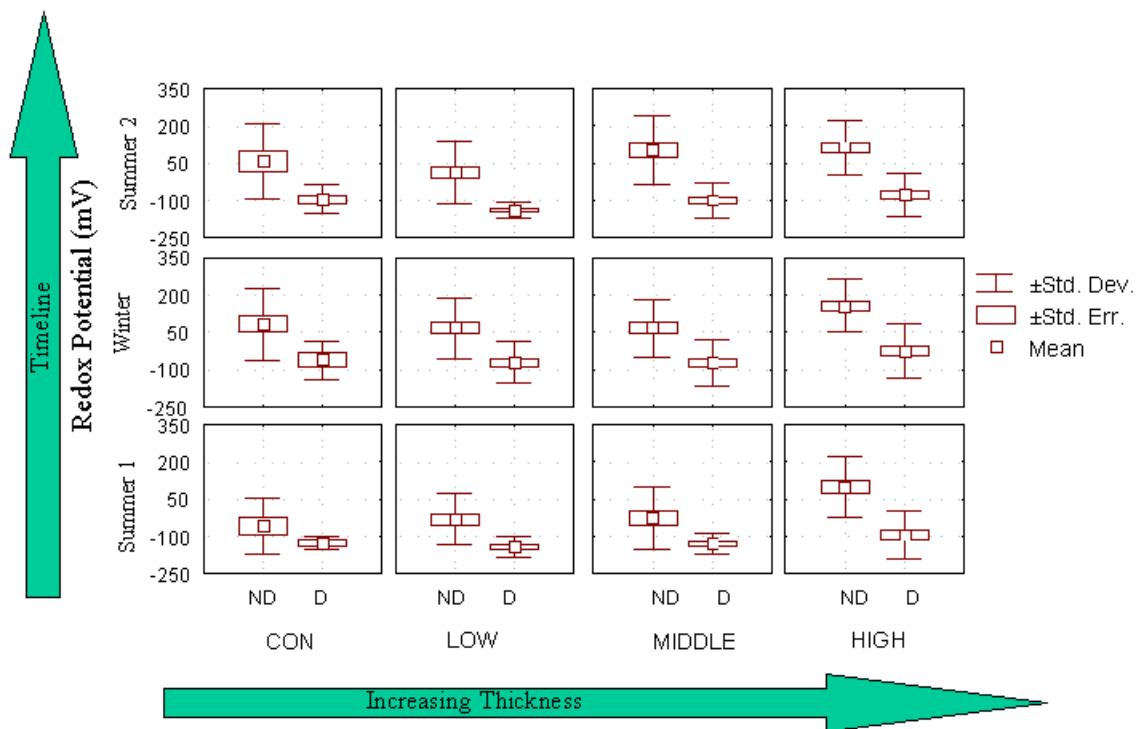 350
200
50
-100
-250
Summer 2
350
200
50
-100
-250
Winter
350
200
50
-100
-250
Summer 1
Redox Potential (mV)
Timeline
±Std. Dev.
±Std. Err.
Mean
ND D ND D ND D ND D
CON LOW MIDDLE HIGH
Increasing Thickness